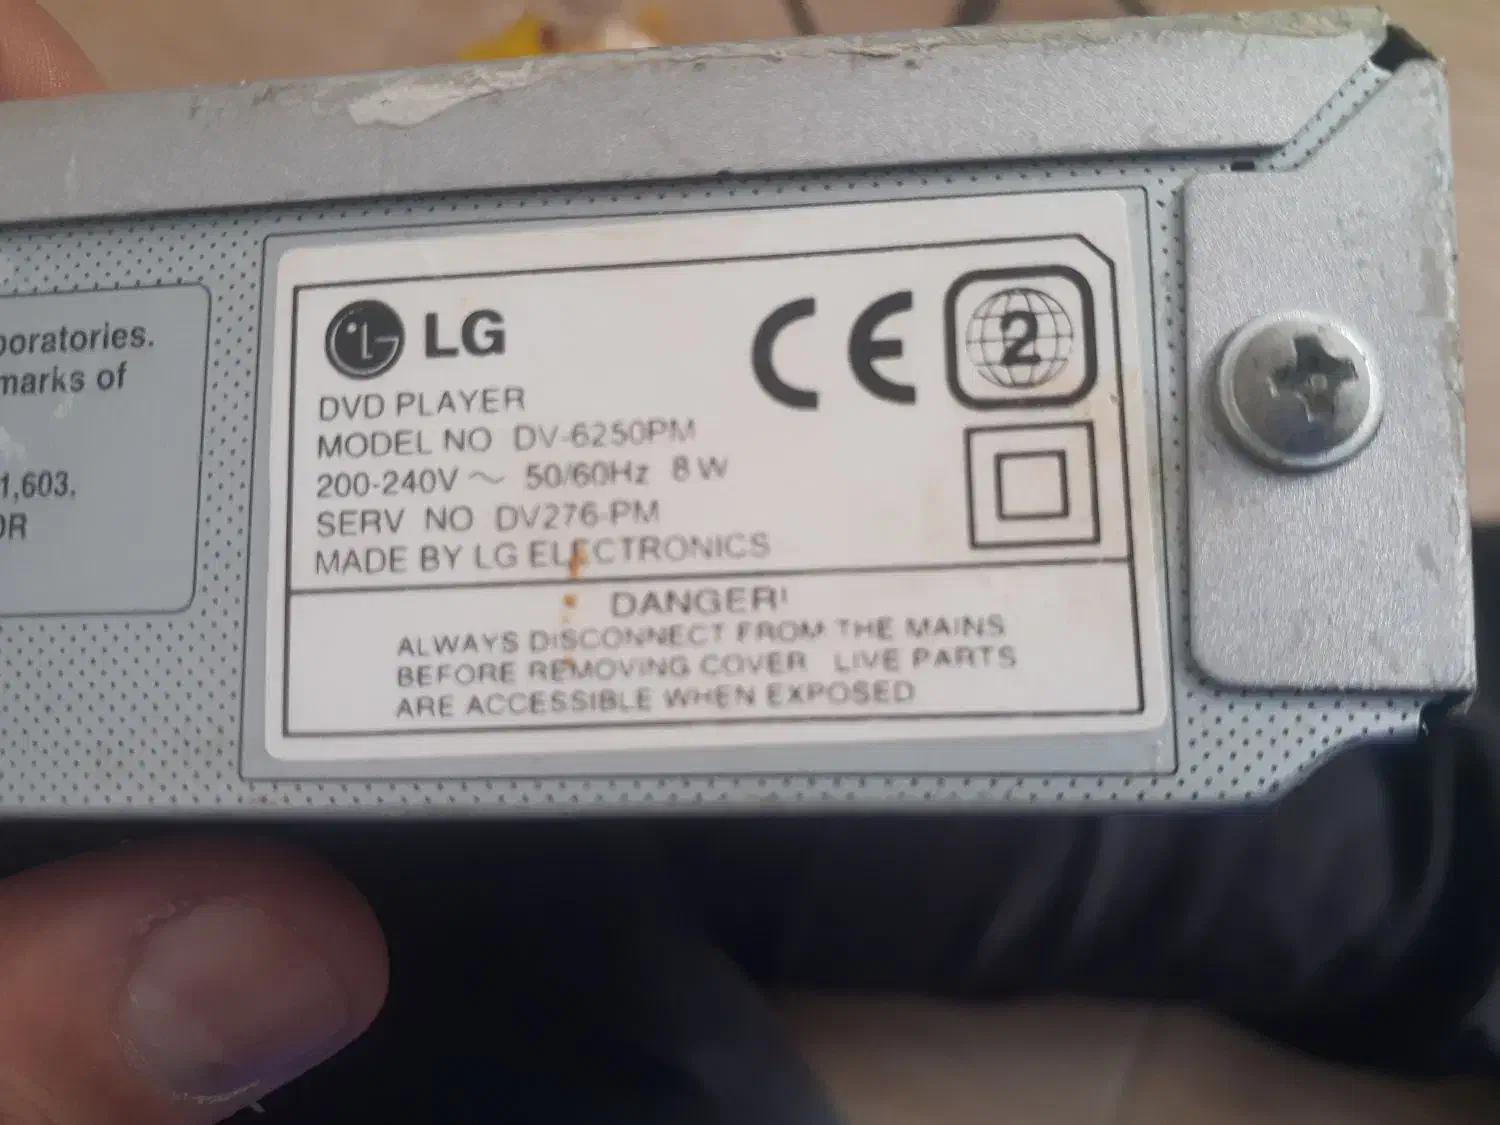 boratories.
marks of
1,603,
OR
LG
DVD PLAYER
MODEL NO DV-6250PM
200-240V ~ 50/60Hz 8 W
SERV NO DV276-PM
MADE BY LG ELECTRONICS
CE
2
DANGER!
ALWAYS DISCONNECT FROM THE MAINS
BEFORE REMOVING COVER LIVE PARTS
ARE ACCESSIBLE WHEN EXPOSED